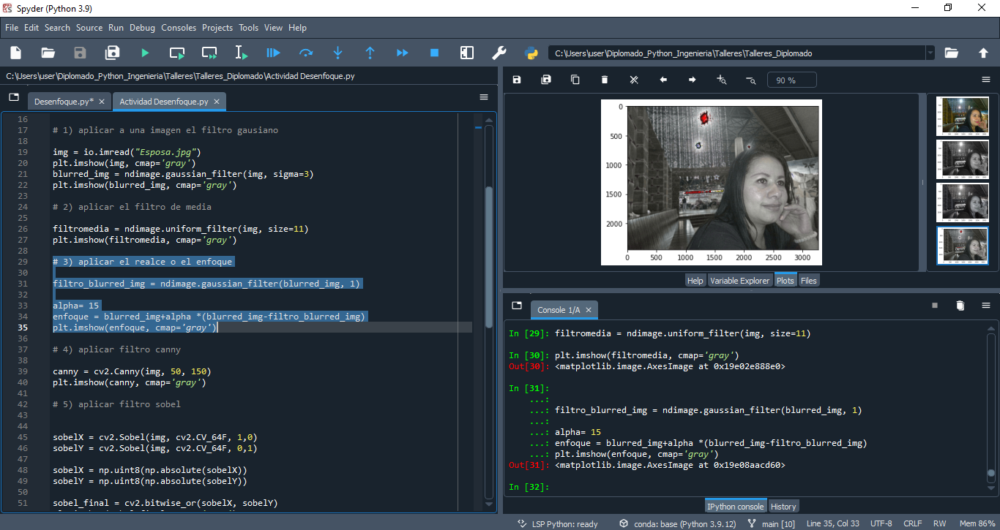 Spyder (Python 3.9)
File Edit Search Source Run Debug Consoles Projects Tools View Help
C:\Users\user\Diplomado_Python_Ingenieria\Talleres\Talleres_Diplomado
C:\Users\user\Diplomado_Python_Ingenieria\Talleres\Talleres_Diplomado\Actividad Desenfoque.py
Desenfoque.py* Actividad Desenfoque.py
16
17 # 1) aplicar a una imagen el filtro gausiano
18
19 img = io.imread("Esposa.jpg")
20 plt.imshow(img, cmap='gray')
21 blurred_img = ndimage.gaussian_filter(img, sigma=3)
22 plt.imshow(blurred_img, cmap='gray')
23
24 # 2) aplicar el filtro de media
25
26 filtromedia = ndimage.uniform_filter(img, size=11)
27 plt.imshow(filtromedia, cmap='gray')
28
29 # 3) aplicar el realce o el enfoque
30
31 filtro_blurred_img = ndimage.gaussian_filter(blurred_img, 1)
32
33 alpha= 15
34 enfoque = blurred_img+alpha *(blurred_img-filtro_blurred_img)
35 plt.imshow(enfoque, cmap='gray')
36
37 # 4) aplicar filtro canny
38
39 canny = cv2.Canny(img, 50, 150)
40 plt.imshow(canny, cmap='gray')
41
42 # 5) aplicar filtro sobel
43
44
45 sobelX = cv2.Sobel(img, cv2.CV_64F, 1,0)
46 sobelY = cv2.Sobel(img, cv2.CV_64F, 0,1)
47
48 sobelX = np.uint8(np.absolute(sobelX))
49 sobelY = np.uint8(np.absolute(sobelY))
50
51 sobel_final = cv2.bitwise_or(sobelX, sobelY)
90 %
0
500
1000
1500
2000
0 500 1000 1500 2000 2500 3000
Help Variable Explorer Plots Files
Console 1/A
In [29]: filtromedia = ndimage.uniform_filter(img, size=11)
In [30]: plt.imshow(filtromedia, cmap='gray')
Out[30]: <matplotlib.image.AxesImage at 0x19e02e888e0>
In [31]:
...:
...: filtro_blurred_img = ndimage.gaussian_filter(blurred_img, 1)
...:
...: alpha= 15
...: enfoque = blurred_img+alpha *(blurred_img-filtro_blurred_img)
...: plt.imshow(enfoque, cmap='gray')
Out[31]: <matplotlib.image.AxesImage at 0x19e08aacd60>
In [32]:
IPython console History
LSP Python: ready conda: base (Python 3.9.12) main [10] Line 35, Col 33 UTF-8 CRLF RW Mem 86%